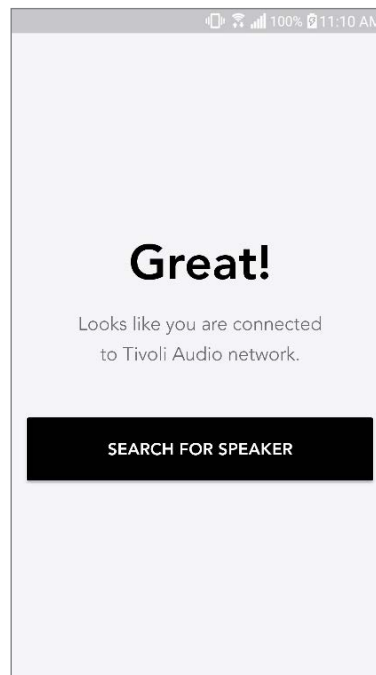 100% 11:10 AM
Great!
Looks like you are connected
to Tivoli Audio network.
SEARCH FOR SPEAKER